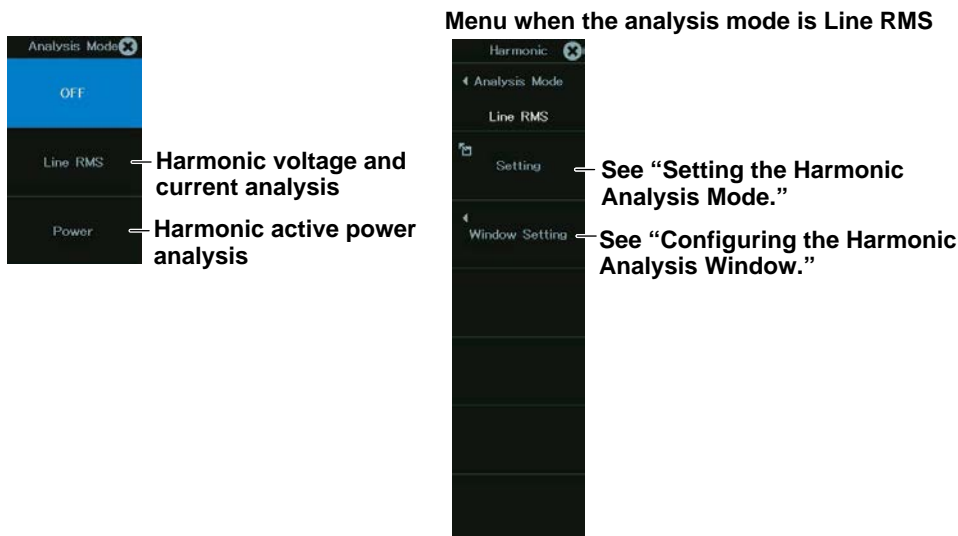 Menu when the analysis mode is Line RMS
Analysis Mode
OFF
Line RMS
Harmonic voltage and
current analysis
Power
Harmonic active power
analysis
Harmonic
Analysis Mode
Line RMS
Setting
See “Setting the Harmonic
Analysis Mode.”
Window Setting
See “Configuring the Harmonic
Analysis Window.”